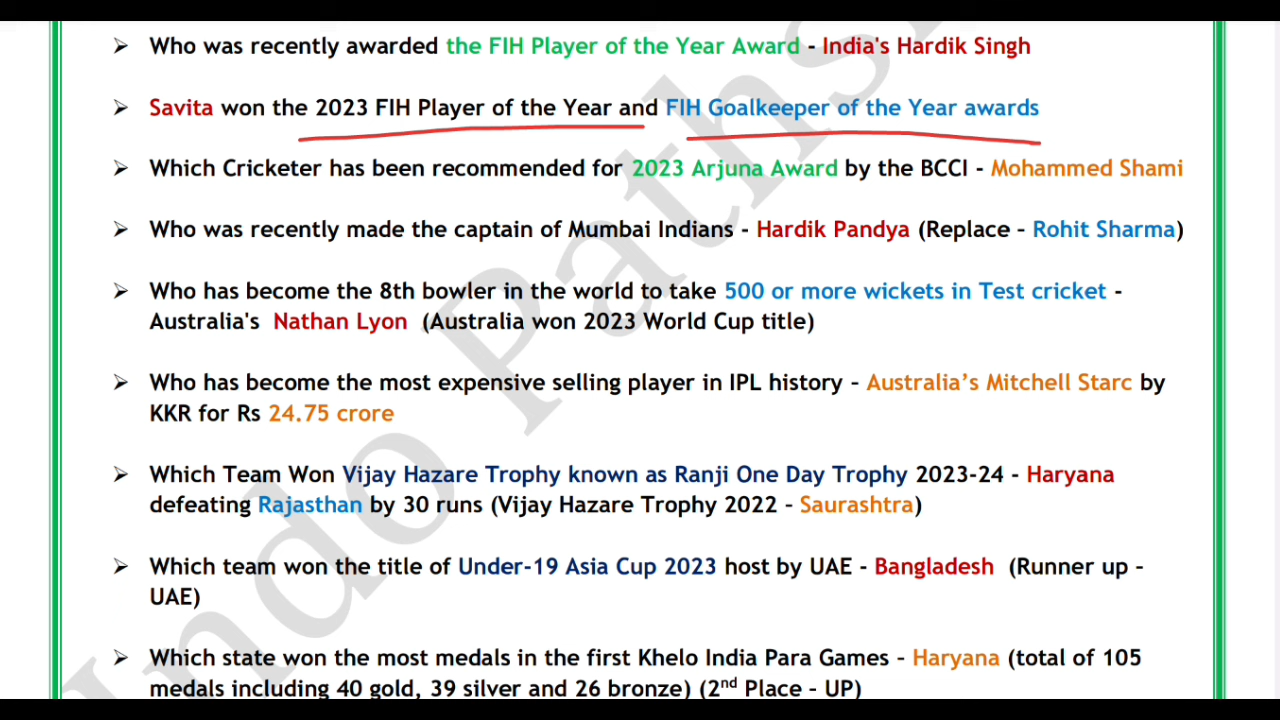 ➢ Who was recently awarded the FIH Player of the Year Award - India's Hardik Singh
➢ Savita won the 2023 FIH Player of the Year and FIH Goalkeeper of the Year awards
➢ Which Cricketer has been recommended for 2023 Arjuna Award by the BCCI - Mohammed Shami
➢ Who was recently made the captain of Mumbai Indians - Hardik Pandya (Replace – Rohit Sharma)
➢ Who has become the 8th bowler in the world to take 500 or more wickets in Test cricket -
Australia's Nathan Lyon (Australia won 2023 World Cup title)
➢ Who has become the most expensive selling player in IPL history – Australia’s Mitchell Starc by
KKR for Rs 24.75 crore
➢ Which Team Won Vijay Hazare Trophy known as Ranji One Day Trophy 2023-24 - Haryana
defeating Rajasthan by 30 runs (Vijay Hazare Trophy 2022 – Saurashtra)
➢ Which team won the title of Under-19 Asia Cup 2023 host by UAE - Bangladesh (Runner up –
UAE)
➢ Which state won the most medals in the first Khelo India Para Games – Haryana (total of 105
medals including 40 gold, 39 silver and 26 bronze) (2nd Place – UP)
Indo Paths